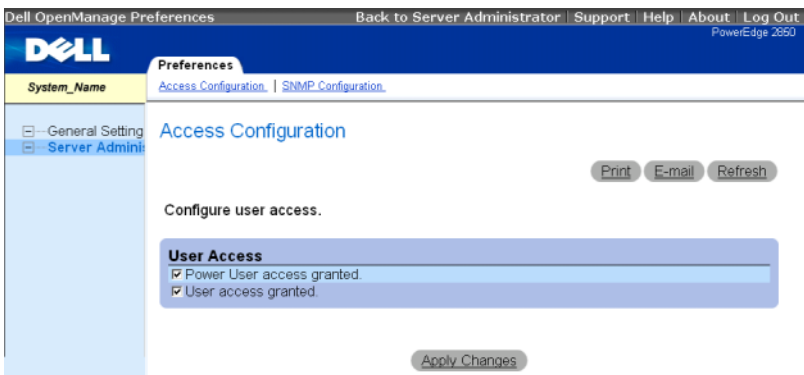 Dell OpenManage Preferences Back to Server Administrator | Support | Help | About | Log Out
PowerEdge 2850
DELL
Preferences
System_Name
Access Configuration | SNMP Configuration
General Setting
Server Adminis
Access Configuration
Print E-mail Refresh
Configure user access.
User Access
Power User access granted.
User access granted.
Apply Changes